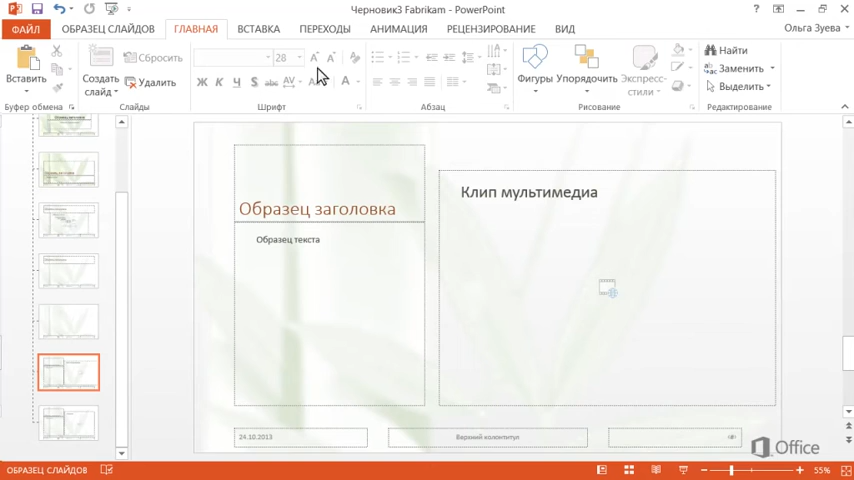 Черновик3 Fabrikam - PowerPoint
ФАЙЛ ОБРАЗЕЦ СЛАЙДОВ ГЛАВНАЯ ВСТАВКА ПЕРЕХОДЫ АНИМАЦИЯ РЕЦЕНЗИРОВАНИЕ ВИД Ольга Зуева
Вставить
Создать слайд
Сбросить
Удалить
28
Ж К Ч S abc AV
Фигуры
Упорядочить
Экспресс-стили
Найти
Заменить
Выделить
Буфер обмена Слайды Шрифт Абзац Рисование Редактирование
Образец заголовка
Образец текста
Клип мультимедиа
24.10.2013
Верхний колонтитул
Office
ОБРАЗЕЦ СЛАЙДОВ
55%